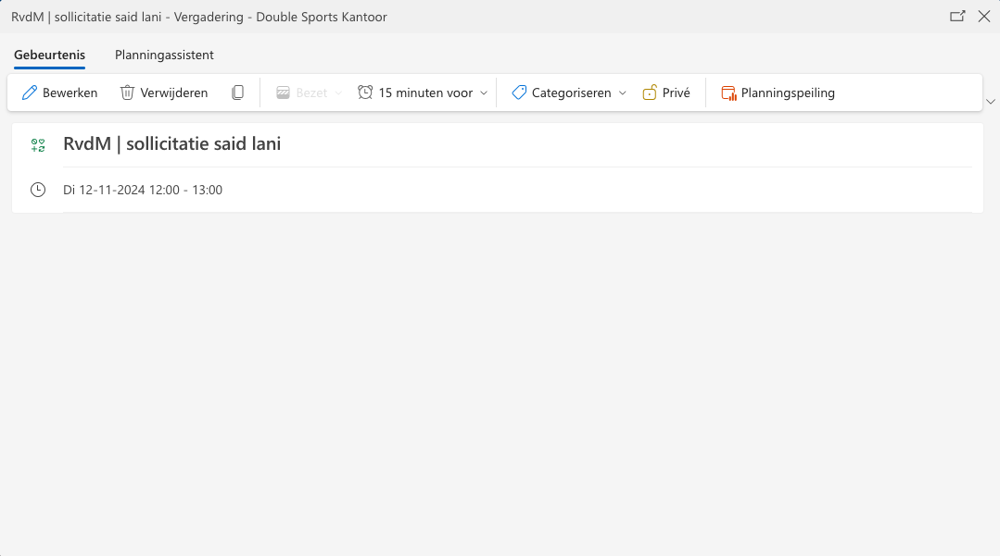 RvdM | sollicitatie said lani - Vergadering - Double Sports Kantoor
Gebeurtenis Planningassistent
Bewerken Verwijderen Bezet 15 minuten voor Categoriseren Privé Planningspeiling
RvdM | sollicitatie said lani
Di 12-11-2024 12:00 - 13:00